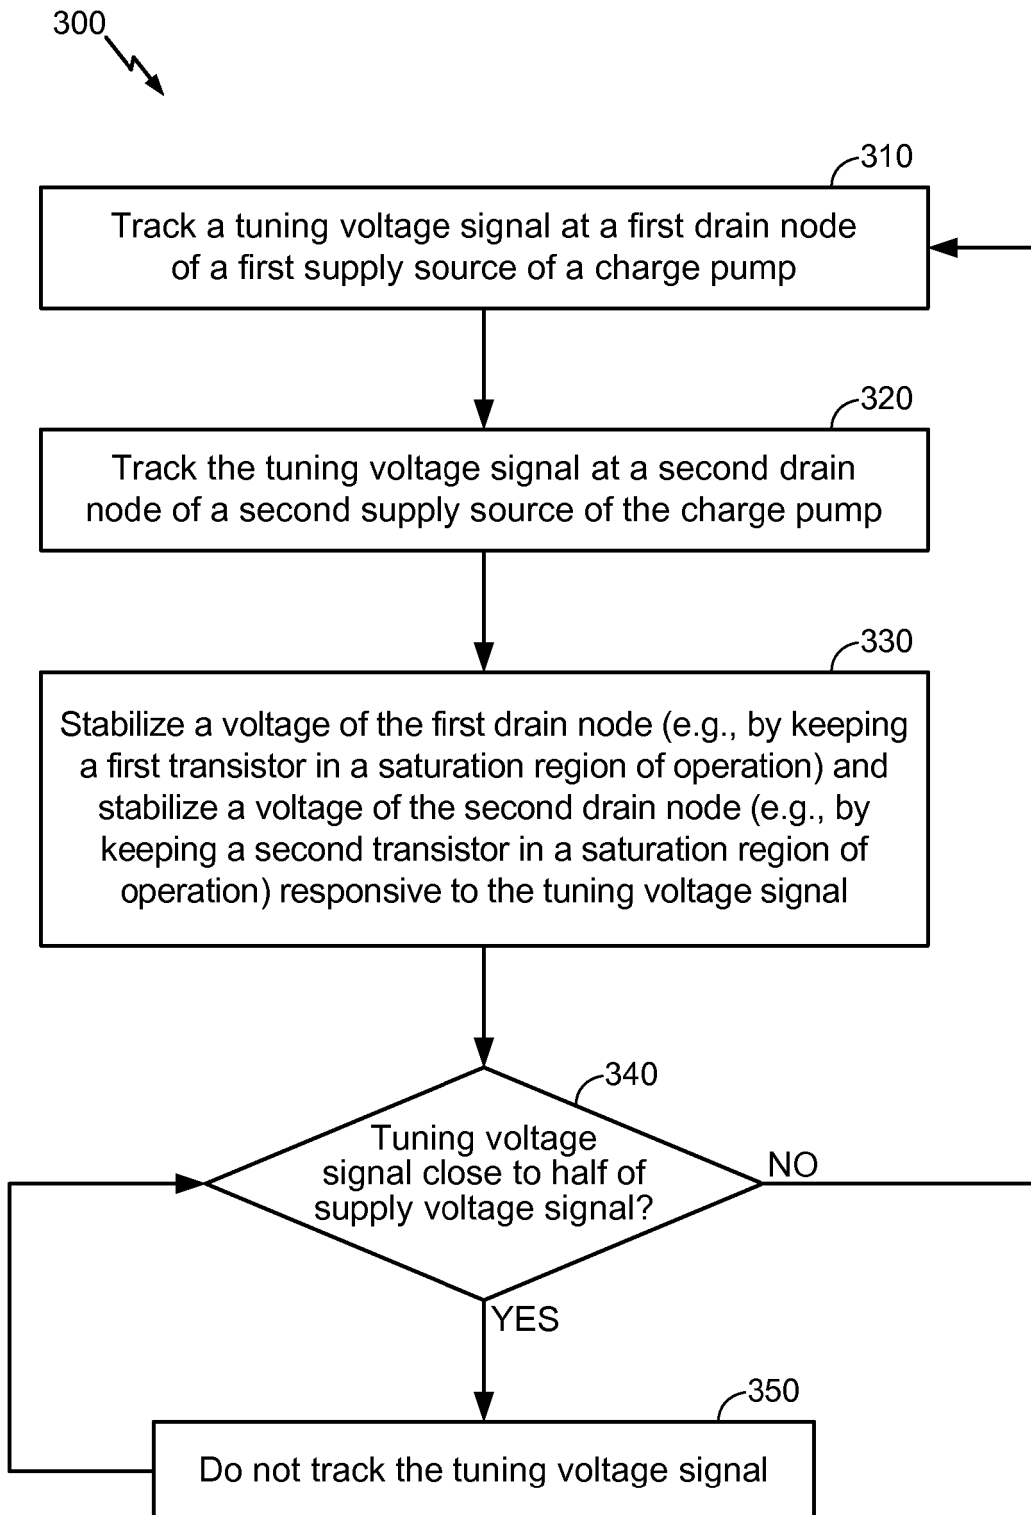 300
310
Track a tuning voltage signal at a first drain node
of a first supply source of a charge pump
320
Track the tuning voltage signal at a second drain
node of a second supply source of the charge pump
330
Stabilize a voltage of the first drain node (e.g., by keeping
a first transistor in a saturation region of operation) and
stabilize a voltage of the second drain node (e.g., by
keeping a second transistor in a saturation region of
operation) responsive to the tuning voltage signal
340
Tuning voltage
signal close to half of
supply voltage signal?
NO
YES
350
Do not track the tuning voltage signal